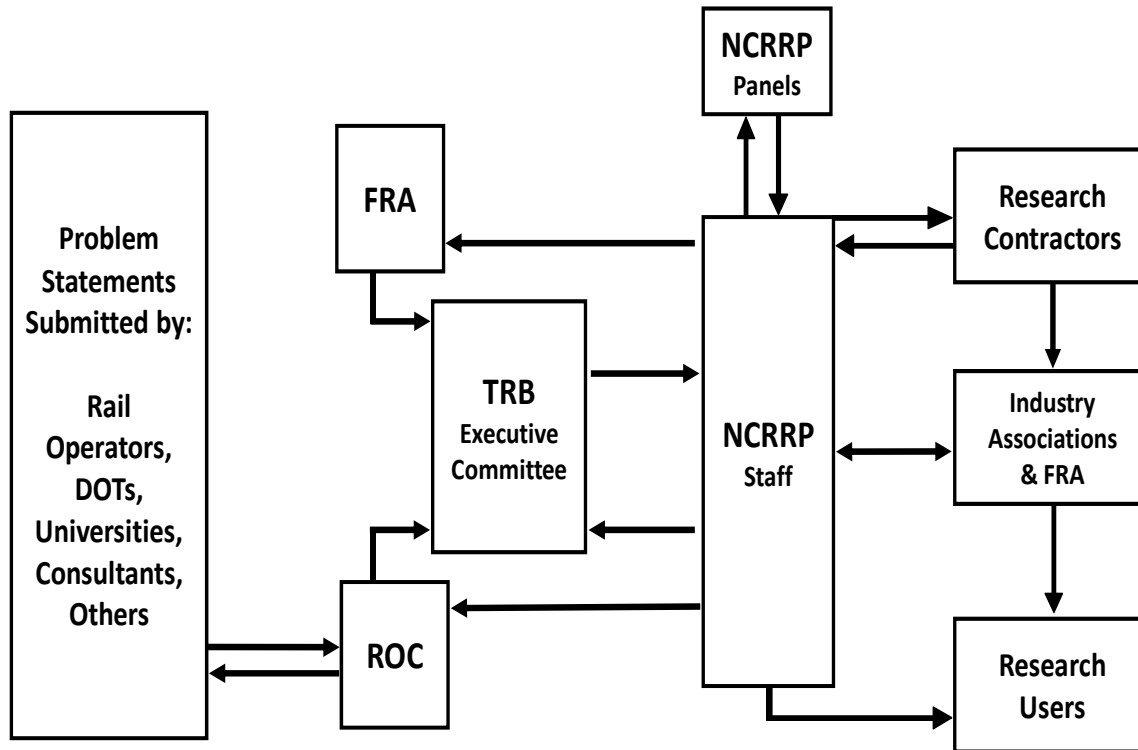 Problem
Statements
Submitted by:
Rail
Operators,
DOTs,
Universities,
Consultants,
Others
FRA
TRB
Executive
Committee
ROC
NCRRP
Panels
NCRRP
Staff
Research
Contractors
Industry
Associations
& FRA
Research
Users